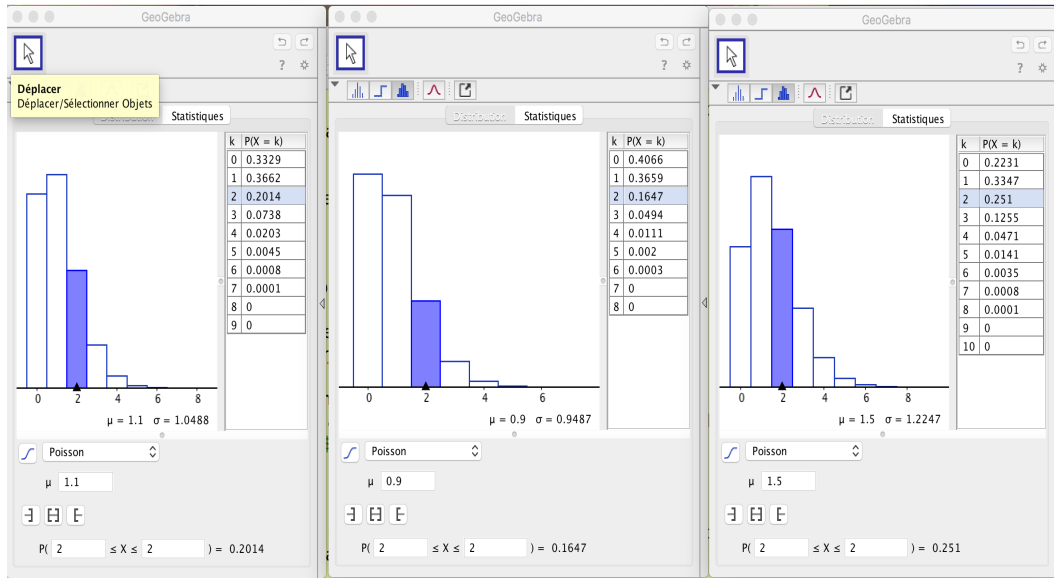 GeoGebra
?
Déplacer
Déplacer/Sélectionner Objets
Distribution Statistiques
k P(X = k)
0 0.3329
1 0.3662
2 0.2014
3 0.0738
4 0.0203
5 0.0045
6 0.0008
7 0.0001
8 0
9 0
0 2 4 6 8
μ = 1.1 σ = 1.0488
Poisson
μ 1.1
P( 2 ≤ X ≤ 2 ) = 0.2014
GeoGebra
?
Distribution Statistiques
k P(X = k)
0 0.4066
1 0.3659
2 0.1647
3 0.0494
4 0.0111
5 0.002
6 0.0003
7 0
8 0
0 2 4 6
μ = 0.9 σ = 0.9487
Poisson
μ 0.9
P( 2 ≤ X ≤ 2 ) = 0.1647
GeoGebra
?
Distribution Statistiques
k P(X = k)
0 0.2231
1 0.3347
2 0.251
3 0.1255
4 0.0471
5 0.0141
6 0.0035
7 0.0008
8 0.0001
9 0
10 0
0 2 4 6 8
μ = 1.5 σ = 1.2247
Poisson
μ 1.5
P( 2 ≤ X ≤ 2 ) = 0.251